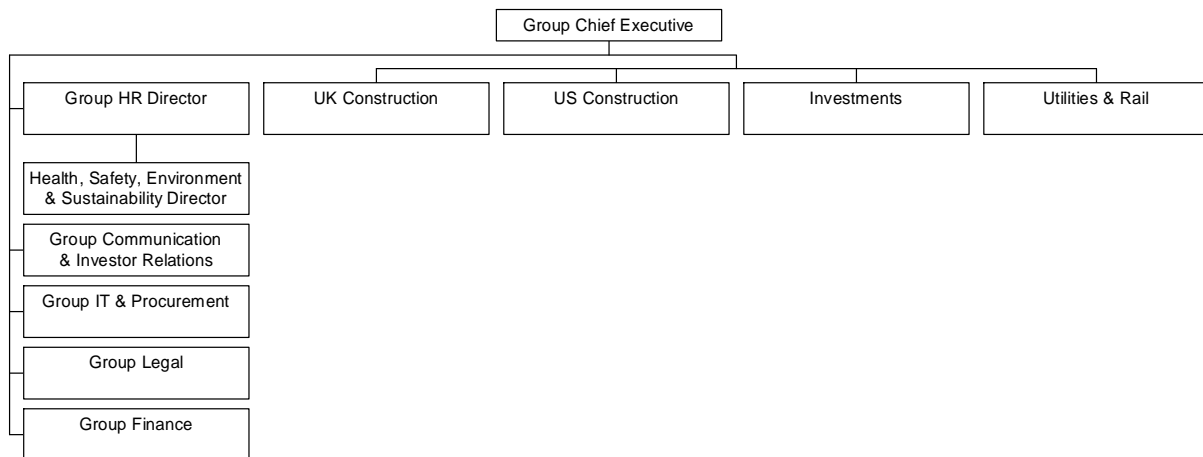 Group Chief Executive
Group HR Director
UK Construction
US Construction
Investments
Utilities & Rail
Health, Safety, Environment
& Sustainability Director
Group Communication
& Investor Relations
Group IT & Procurement
Group Legal
Group Finance